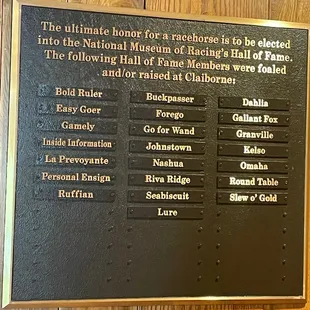 The ultimate honor for a racehorse is to be elected
into the National Museum of Racing's Hall of Fame.
The following Hall of Fame Members were foaled
and/or raised at Claiborne:
Bold Ruler
Easy Goer
Gamely
Inside Information
La Prevoyante
Personal Ensign
Ruffian
Buckpasser
Forego
Go for Wand
Johnstown
Nashua
Riva Ridge
Seabiscuit
Lure
Dahlia
Gallant Fox
Granville
Kelso
Omaha
Round Table
Slew o' Gold